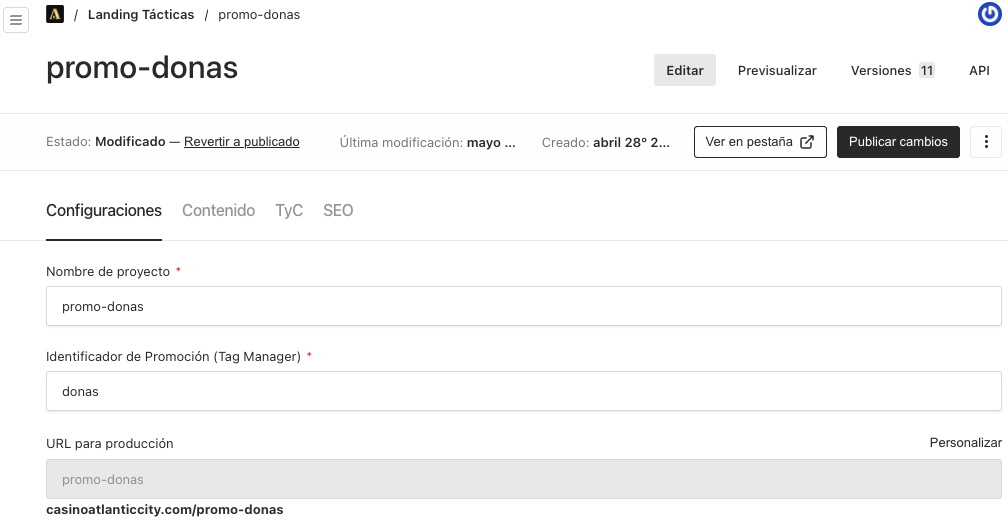 / Landing Tácticas / promo-donas
promo-donas
Editar Previsualizar Versiones 11 API
Estado: Modificado — Revertir a publicado Última modificación: mayo ... Creado: abril 28º 2... Ver en pestaña Publicar cambios
Configuraciones Contenido TyC SEO
Nombre de proyecto *
promo-donas
Identificador de Promoción (Tag Manager) *
donas
URL para producción Personalizar
promo-donas
casinoatlanticcity.com/promo-donas